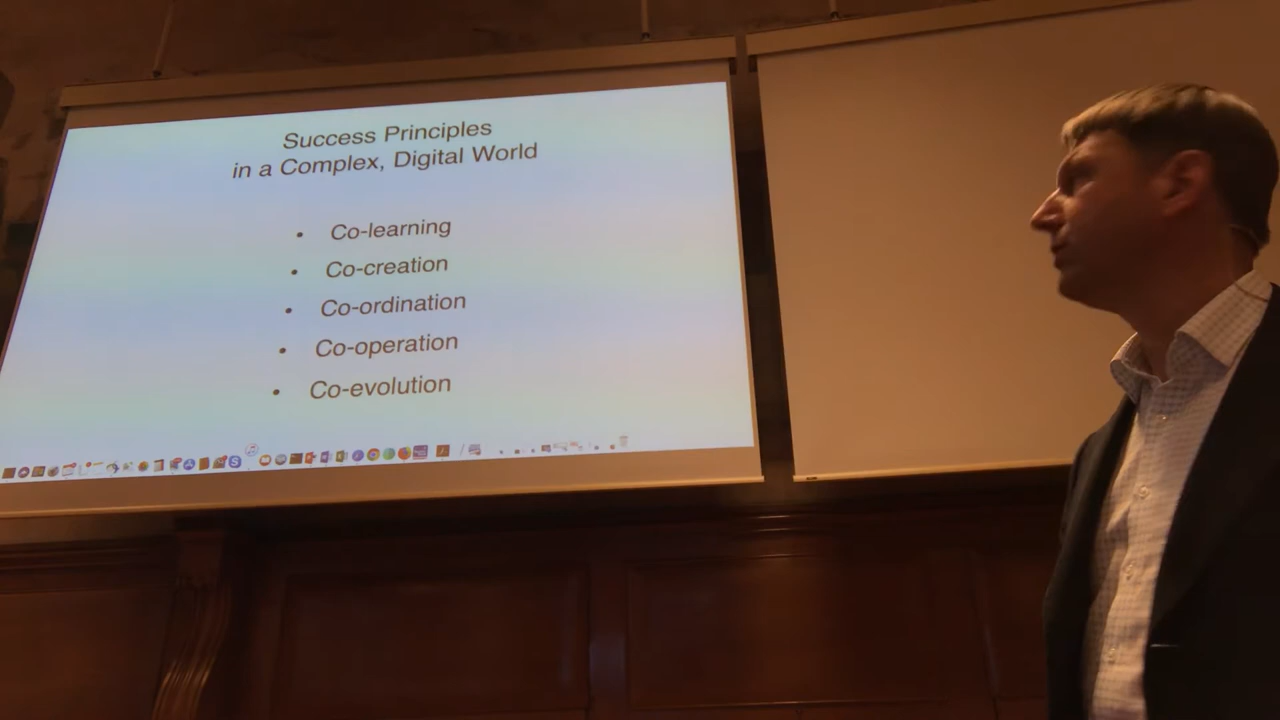 Success Principles
in a Complex, Digital World
• Co-learning
• Co-creation
• Co-ordination
• Co-operation
• Co-evolution